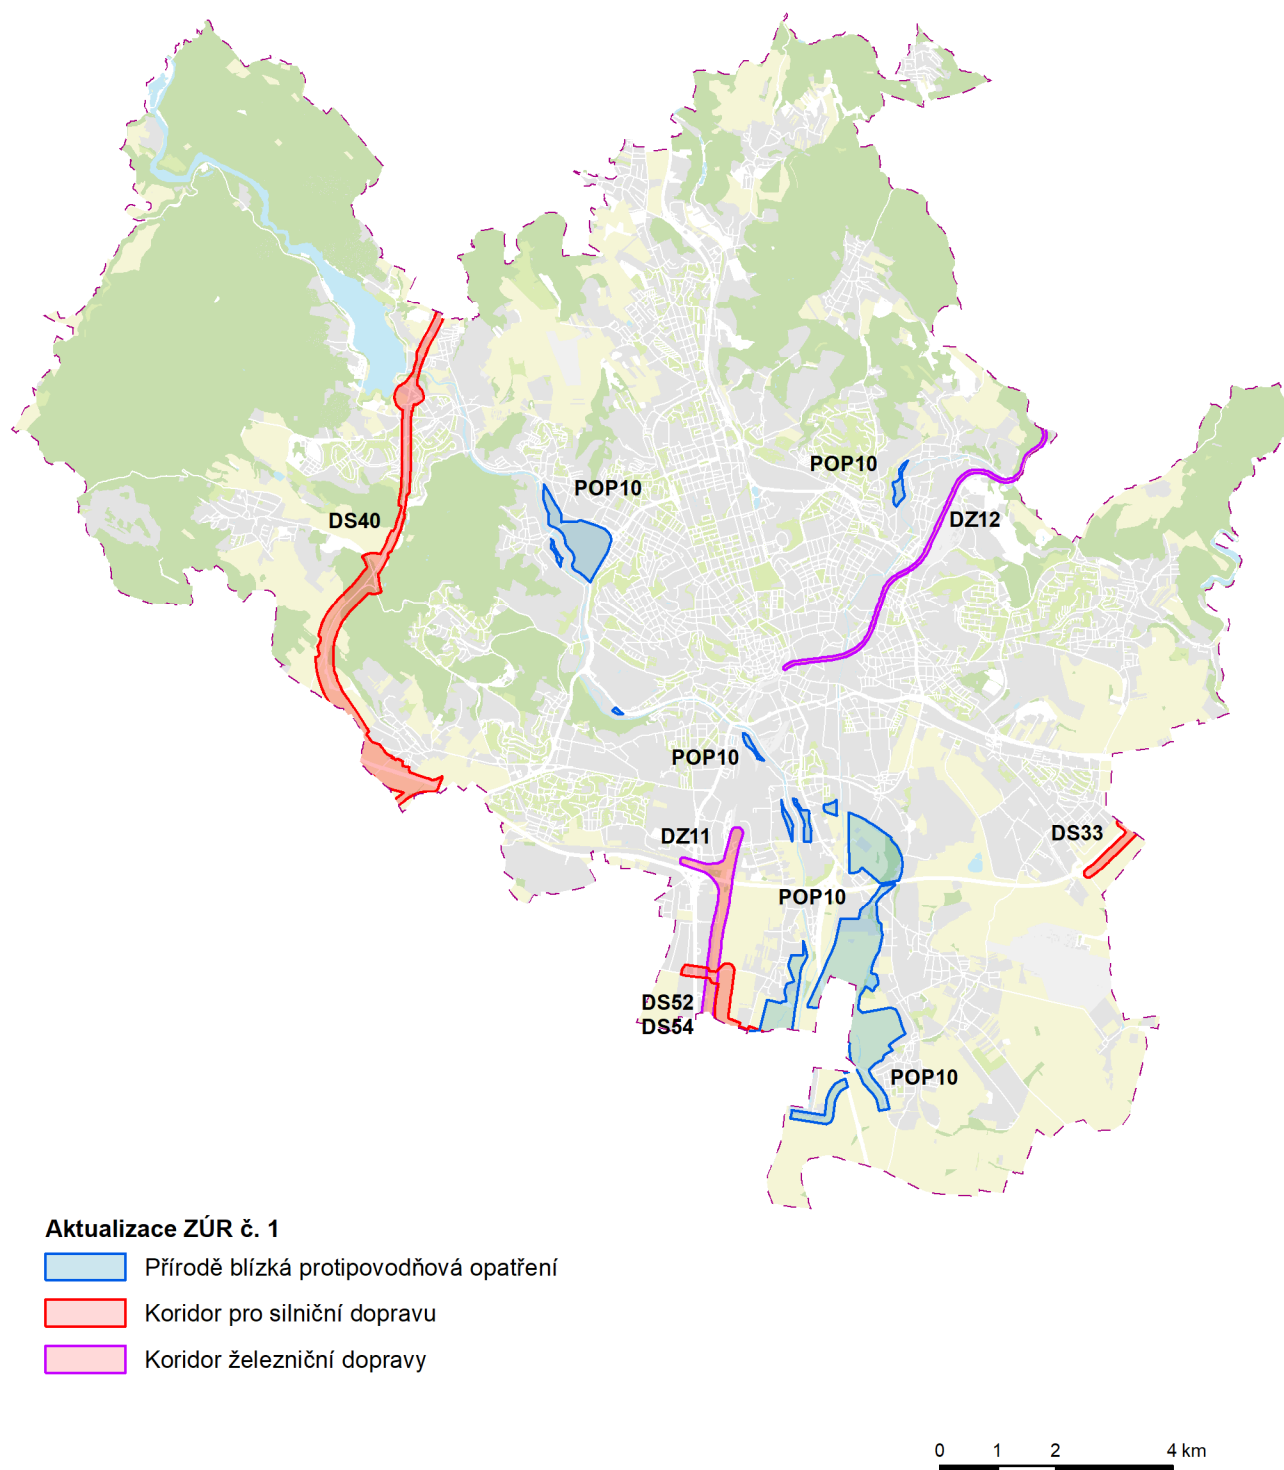 POP10
POP10
DS40
DZ12
POP10
DZ11
DS33
POP10
DS52
DS54
POP10
Aktualizace ZÚR č. 1
Přírodě blízká protipovodňová opatření
Koridor pro silniční dopravu
Koridor železniční dopravy
0 1 2 4 km